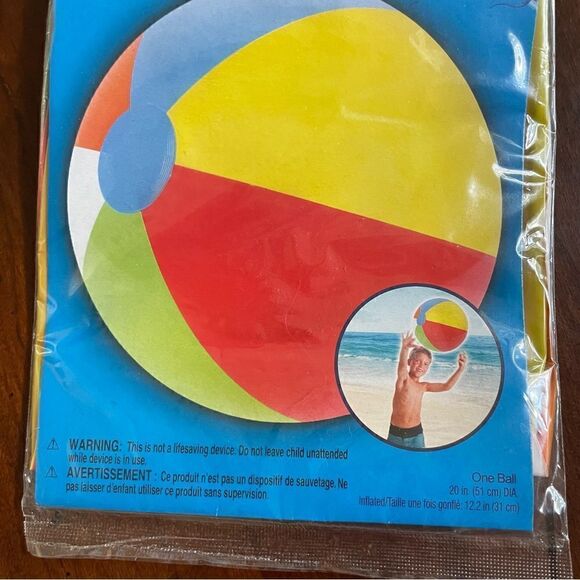 ⚠ WARNING: This is not a lifesaving device. Do not leave child unattended
while device is in use.
⚠ AVERTISSEMENT : Ce produit n'est pas un dispositif de sauvetage. Ne
pas laisser d'enfant utiliser ce produit sans supervision.
One Ball
20 in. (51 cm) DIA.
Inflated/Taille une fois gonflé: 12.2 in (31 cm)